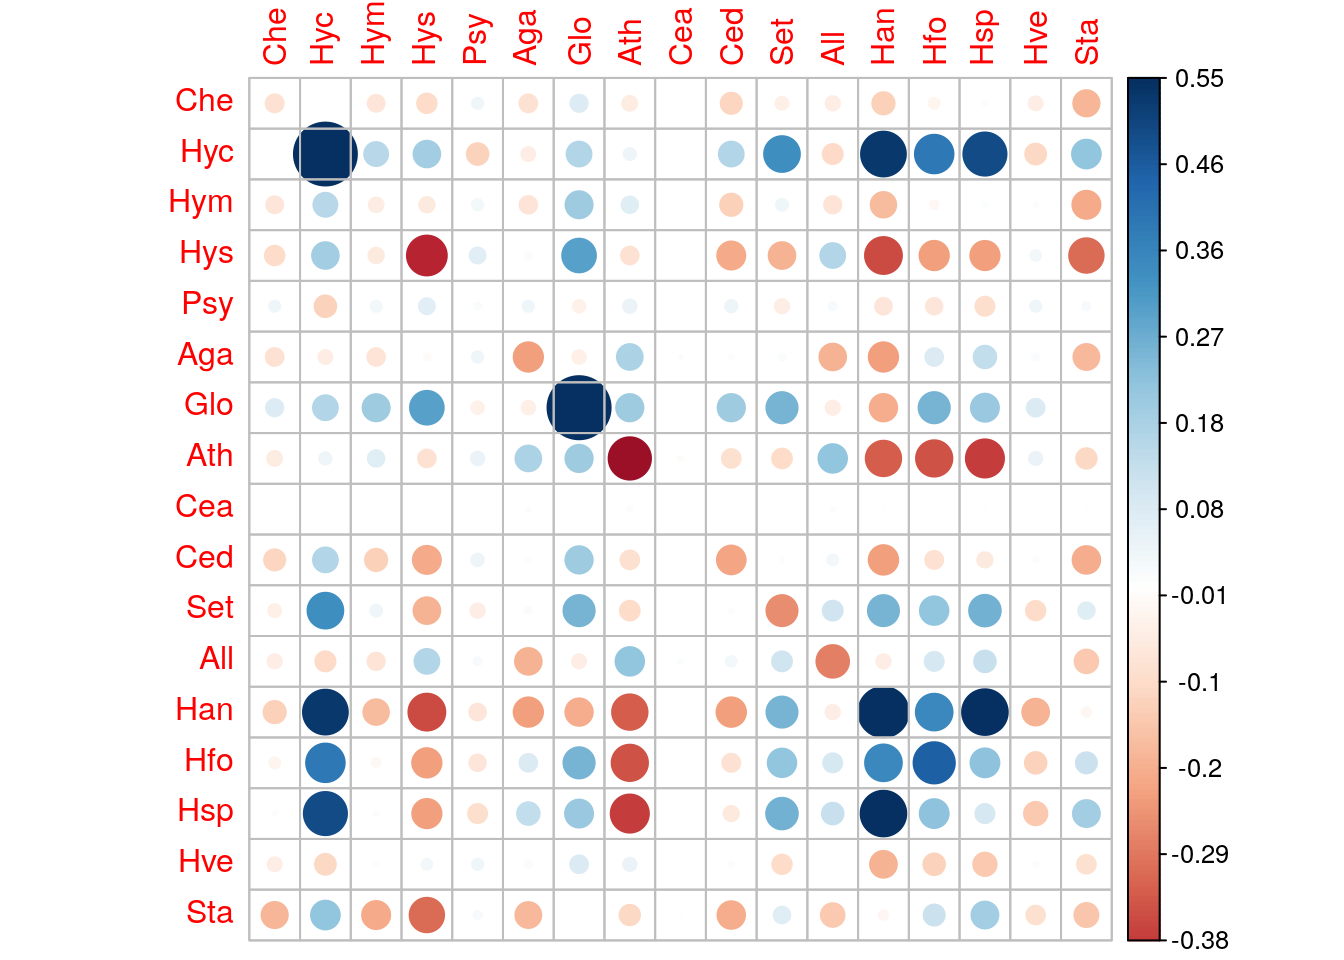 Che Hyc Hym Hys Psy Aga Glo Ath Cea Ced Set All Han Hfo Hsp Hve Sta
Che
Hyc
Hym
Hys
Psy
Aga
Glo
Ath
Cea
Ced
Set
All
Han
Hfo
Hsp
Hve
Sta
0.55
0.46
0.36
0.27
0.18
0.08
-0.01
-0.1
-0.2
-0.29
-0.38